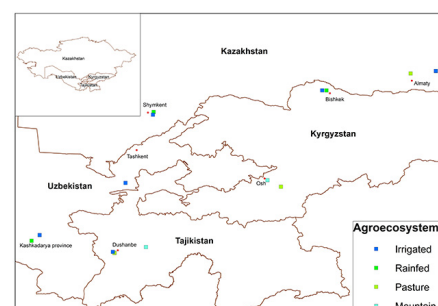 Kazakhstan
Kazakhstan
Uzbekistan
Kyrgyzstan
Tajikistan
Almaty
Bishkek
Shymkent
Kyrgyzstan
Tashkent
Osh
Uzbekistan
Kashkadarya province
Dushanbe
Tajikistan
Agroecosystem
Irrigated
Rainfed
Pasture
Mountain